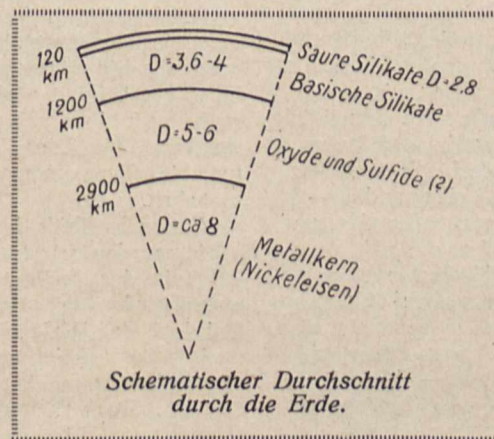 120
km
D=3,6-4
Saure Silikate D=2.8
Basische Silikate
1200
km
D=5-6
Oxyde und Sulfide (?)
2900
km
D=ca 8
Metallkern
(Nickeleisen)
Schematischer Durchschnitt
durch die Erde.